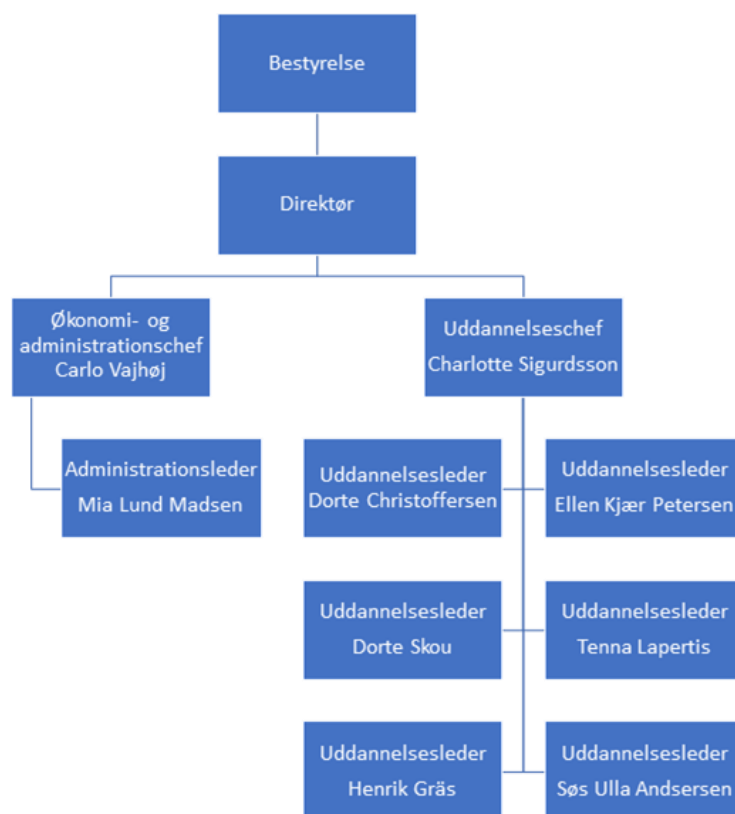 Bestyrelse
Direktør
Økonomi- og
administrationschef
Carlo Vajhøj
Uddannelseschef
Charlotte Sigurdsson
Administrationsleder
Mia Lund Madsen
Uddannelsesleder
Dorte Christoffersen
Uddannelsesleder
Ellen Kjær Petersen
Uddannelsesleder
Dorte Skou
Uddannelsesleder
Tenna Lapertis
Uddannelsesleder
Henrik Gräs
Uddannelsesleder
Søs Ulla Andsersen